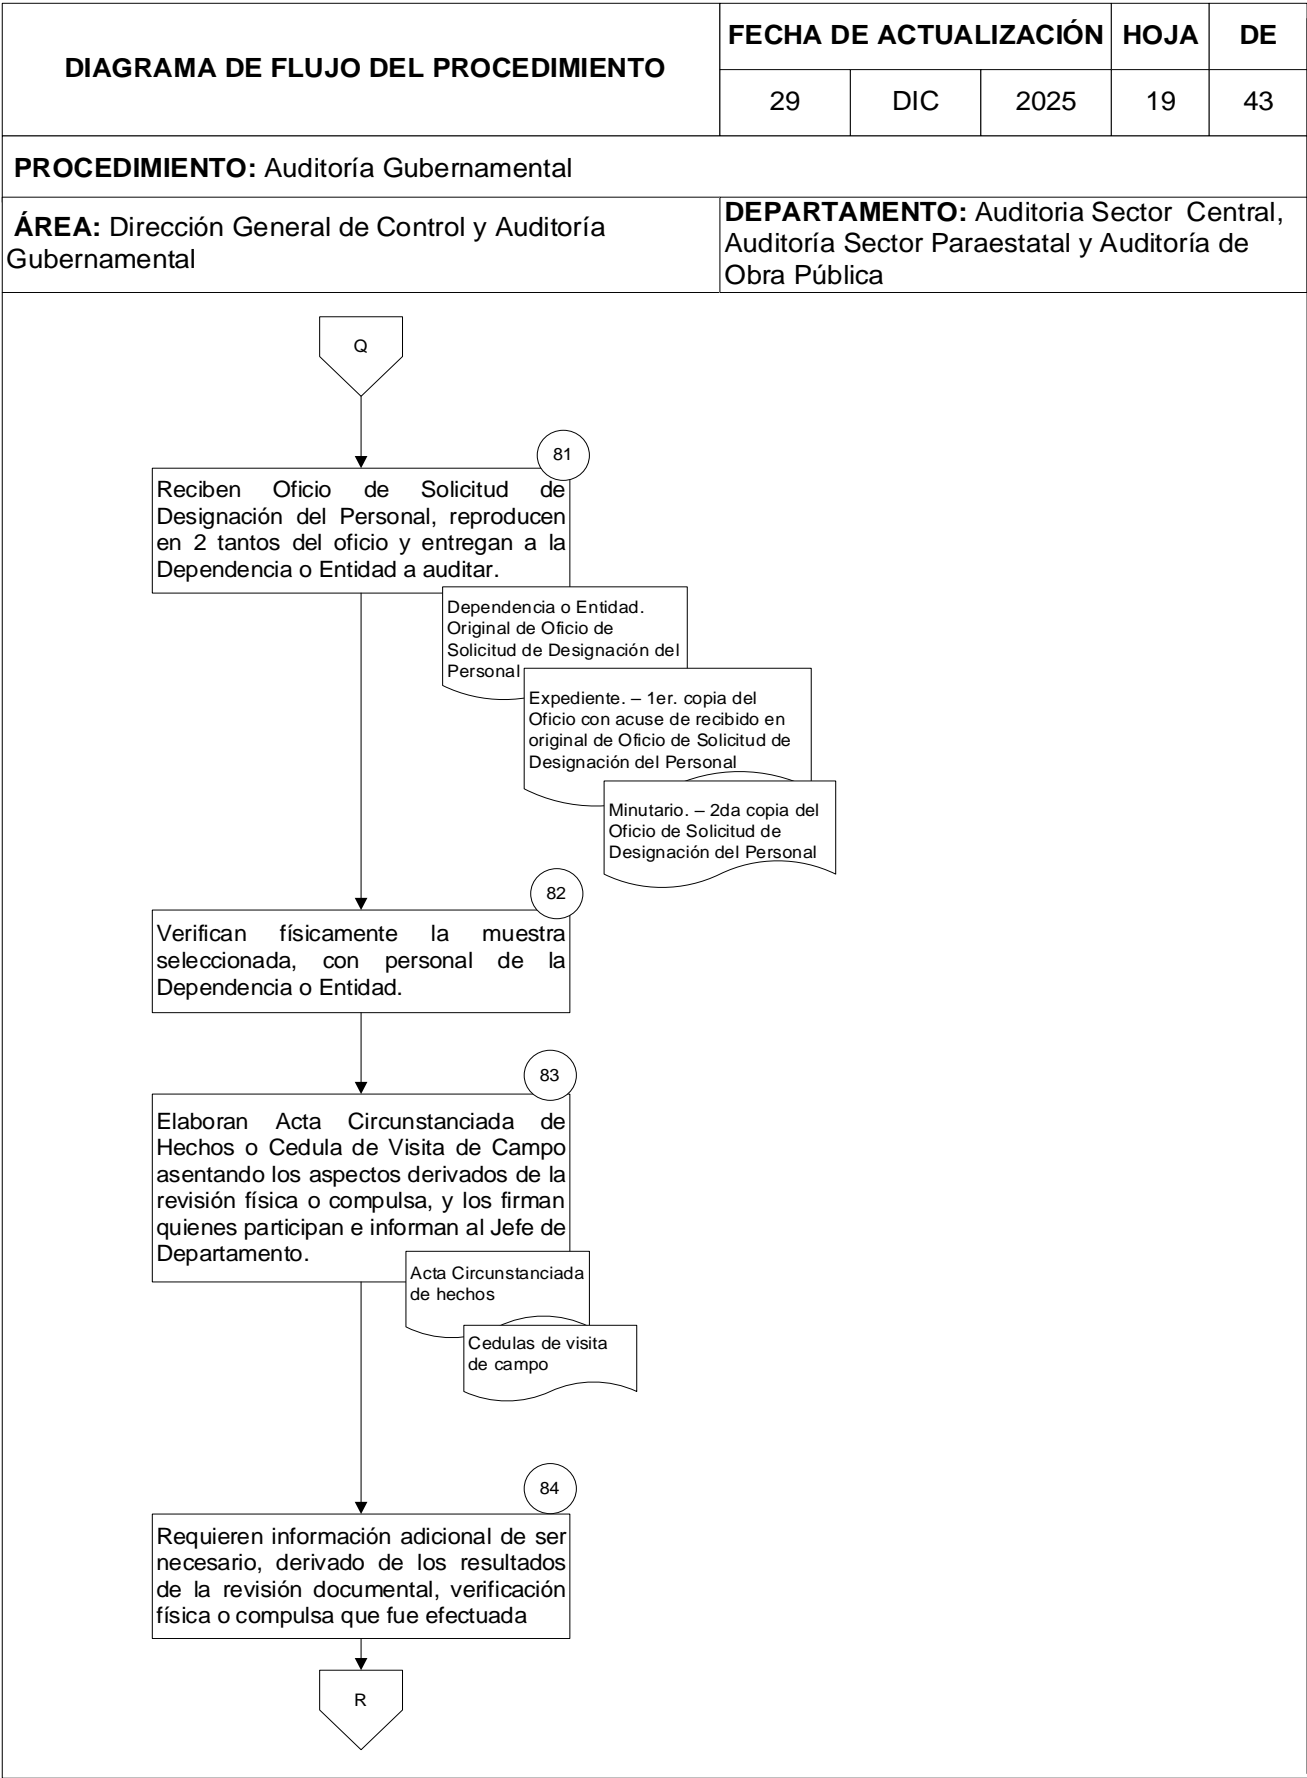 DIAGRAMA DE FLUJO DEL PROCEDIMIENTO
FECHA DE ACTUALIZACIÓN
HOJA
DE
29
DIC
2025
19
43
PROCEDIMIENTO: Auditoría Gubernamental
ÁREA: Dirección General de Control y Auditoría
Gubernamental
DEPARTAMENTO: Auditoria Sector Central,
Auditoría Sector Paraestatal y Auditoría de
Obra Pública
Q
81
Reciben Oficio de Solicitud de
Designación del Personal, reproducen
en 2 tantos del oficio y entregan a la
Dependencia o Entidad a auditar.
Dependencia o Entidad.
Original de Oficio de
Solicitud de Designación del
Personal
Expediente. – 1er. copia del
Oficio con acuse de recibido en
original de Oficio de Solicitud de
Designación del Personal
Minutario. – 2da copia del
Oficio de Solicitud de
Designación del Personal
82
Verifican físicamente la muestra
seleccionada, con personal de la
Dependencia o Entidad.
83
Elaboran Acta Circunstanciada de
Hechos o Cedula de Visita de Campo
asentando los aspectos derivados de la
revisión física o compulsa, y los firman
quienes participan e informan al Jefe de
Departamento.
Acta Circunstanciada
de hechos
Cedulas de visita
de campo
84
Requieren información adicional de ser
necesario, derivado de los resultados
de la revisión documental, verificación
física o compulsa que fue efectuada
R